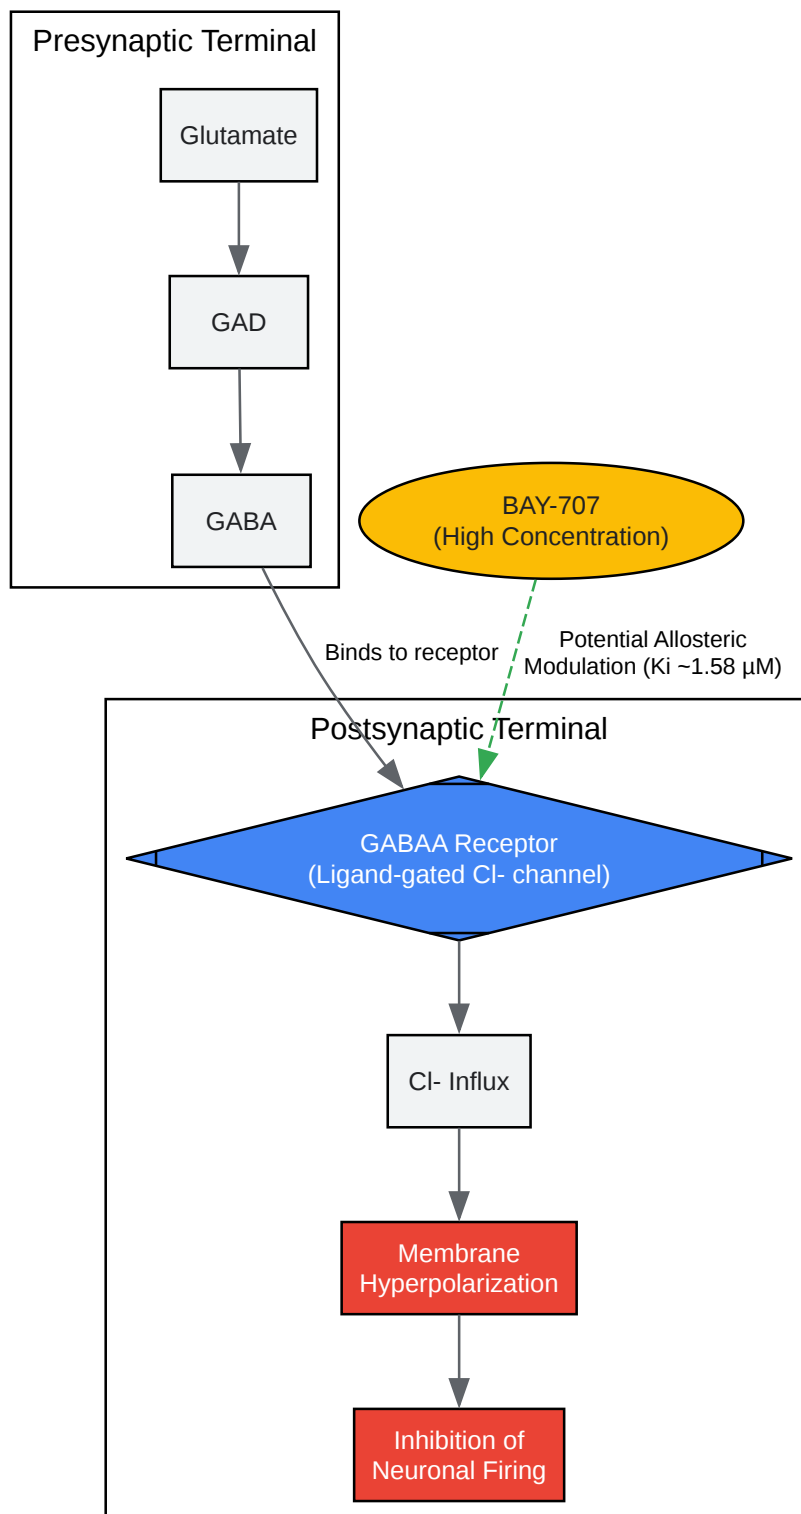 Presynaptic Terminal
Glutamate
GAD
GABA
BAY-707
(High Concentration)
Binds to receptor
Potential Allosteric
Modulation (Ki ~1.58 µM)
Postsynaptic Terminal
GABAA Receptor
(Ligand-gated Cl- channel)
Cl- Influx
Membrane
Hyperpolarization
Inhibition of
Neuronal Firing